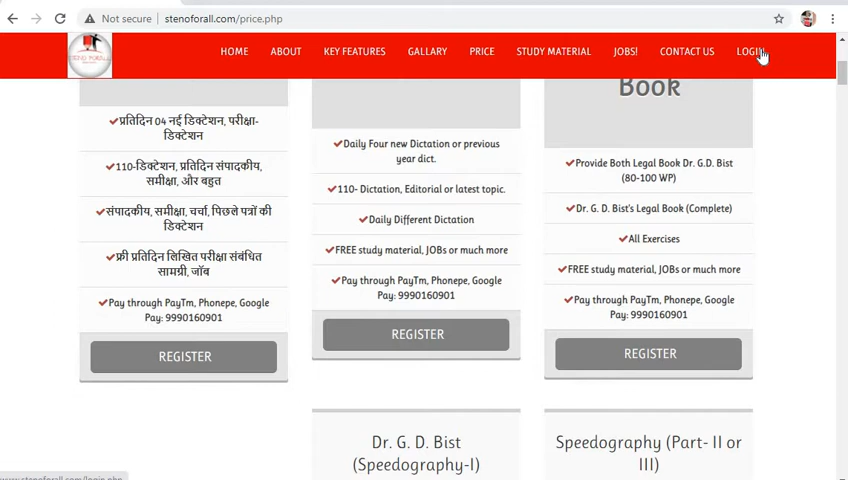 Not secure | stenoforall.com/price.php
HOME ABOUT KEY FEATURES GALLARY PRICE STUDY MATERIAL JOBS! CONTACT US LOGIN
प्रतिदिन 04 नई डिक्टेशन, परीक्षा-
डिक्टेशन
110-डिक्टेशन, प्रतिदिन संपादकीय,
समीक्षा, और बहुत
संपादकीय, समीक्षा, चर्चा, पिछले पत्रों की
डिक्टेशन
फ्री प्रतिदिन लिखित परीक्षा संबंधित
सामग्री, जॉब
Pay through PayTm, Phonepe, Google
Pay: 9990160901
REGISTER
Daily Four new Dictation or previous
year dict.
110- Dictation, Editorial or latest topic.
Daily Different Dictation
FREE study material, JOBs or much more
Pay through PayTm, Phonepe, Google
Pay: 9990160901
REGISTER
Book
Provide Both Legal Book Dr. G.D. Bist
(80-100 WP)
Dr. G. D. Bist's Legal Book (Complete)
All Exercises
FREE study material, JOBs or much more
Pay through PayTm, Phonepe, Google
Pay: 9990160901
REGISTER
Dr. G. D. Bist
(Speedography-I)
Speedography (Part- II or
III)
www.stenoforall.com/login.php